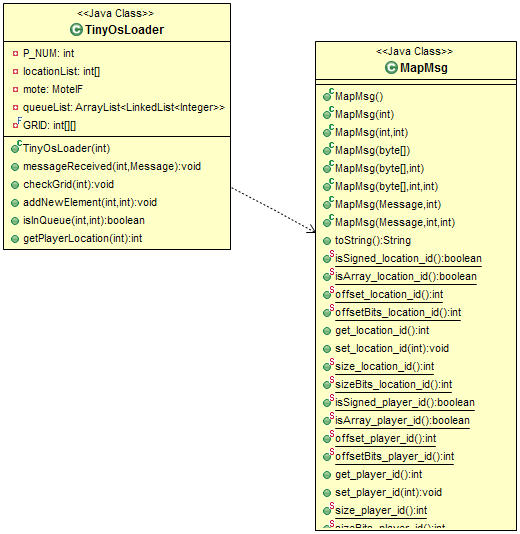 <<Java Class>>
TinyOsLoader
P_NUM: int
locationList: int[]
mote: MoteIF
queueList: ArrayList<LinkedList<Integer>>
GRID: int[][]
TinyOsLoader(int)
messageReceived(int,Message):void
checkGrid(int):void
addNewElement(int,int):void
isInQueue(int,int):boolean
getPlayerLocation(int):int
<<Java Class>>
MapMsg
MapMsg()
MapMsg(int)
MapMsg(int,int)
MapMsg(byte[])
MapMsg(byte[],int)
MapMsg(byte[],int,int)
MapMsg(Message,int)
MapMsg(Message,int,int)
toString():String
isSigned_location_id():boolean
isArray_location_id():boolean
offset_location_id():int
offsetBits_location_id():int
get_location_id():int
set_location_id(int):void
size_location_id():int
sizeBits_location_id():int
isSigned_player_id():boolean
isArray_player_id():boolean
offset_player_id():int
offsetBits_player_id():int
get_player_id():int
set_player_id(int):void
size_player_id():int
sizeBits_player_id():int